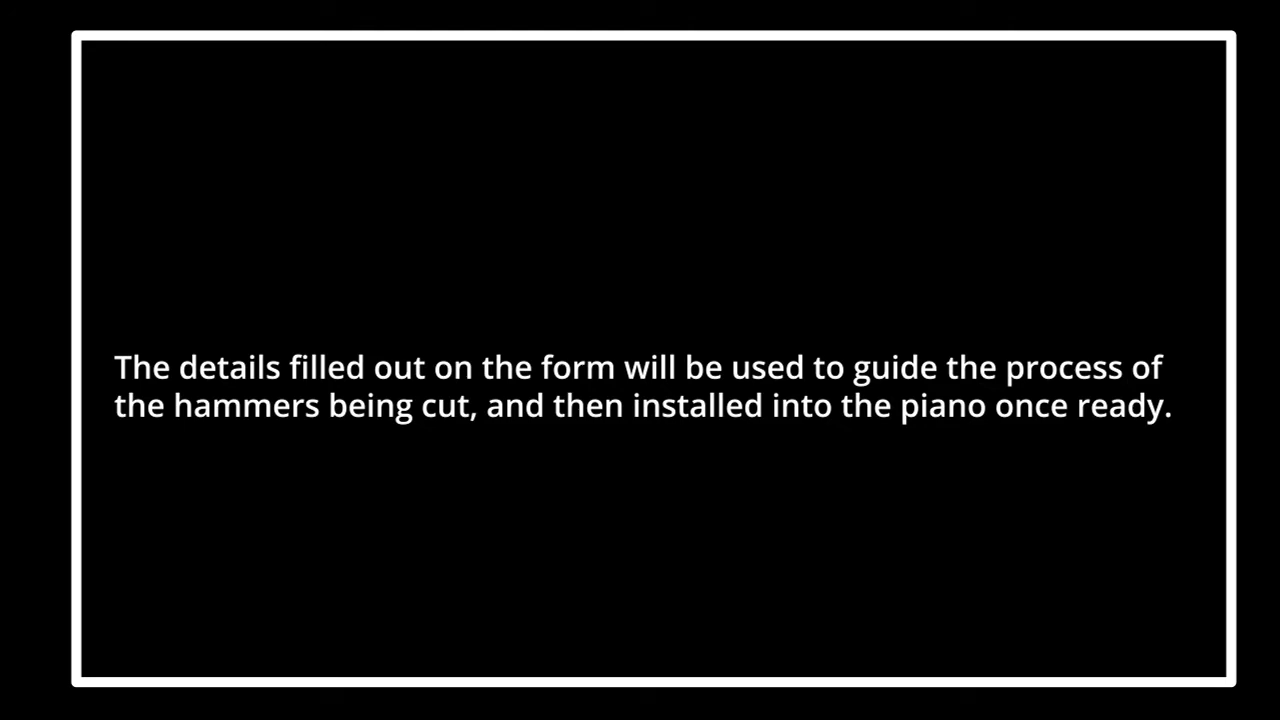 The details filled out on the form will be used to guide the process of
the hammers being cut, and then installed into the piano once ready.